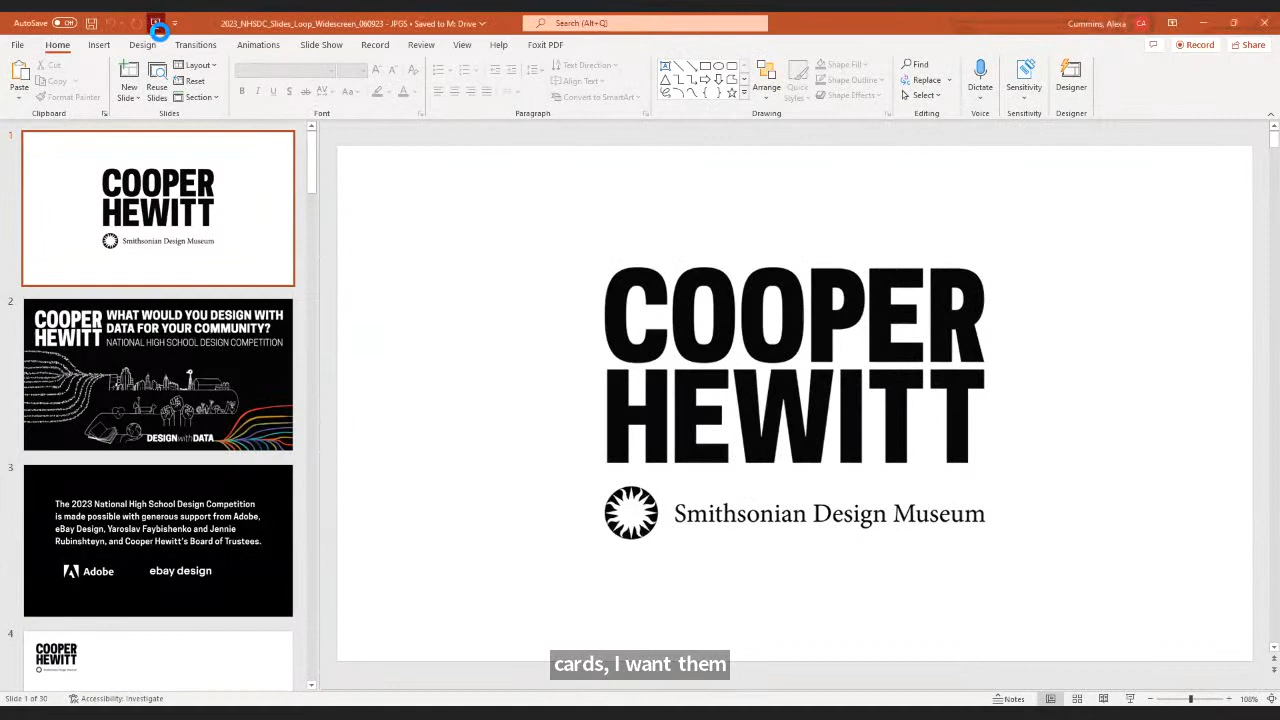 AutoSave Off 2023_NHSDC_Slides_Loop_Widescreen_060923 - JPGS • Saved to M: Drive Search (Alt+Q) Cummins, Alexa CA
File Home Insert Design Transitions Animations Slide Show Record Review View Help Foxit PDF Record Share
Paste Cut Copy Format Painter
New Slides Reuse Slides Layout Reset Section
B I U S ab AV Aa A A A A
Text Direction Align Text Convert to SmartArt
Arrange Quick Styles Shape Fill Shape Outline Shape Effects
Find Replace Select
Dictate Sensitivity Designer
Clipboard Slides Font Paragraph Drawing Editing Voice Sensitivity Designer
1
COOPER
HEWITT
Smithsonian Design Museum
2
COOPER
HEWITT
WHAT WOULD YOU DESIGN WITH
DATA FOR YOUR COMMUNITY?
NATIONAL HIGH SCHOOL DESIGN COMPETITION
DESIGNwithDATA
3
The 2023 National High School Design Competition
is made possible with generous support from Adobe,
eBay Design, Yaroslav Faybishenko and Jennie
Rubinshteyn, and Cooper Hewitt's Board of Trustees.
Adobe ebay design
4
COOPER
HEWITT
COOPER
HEWITT
Smithsonian Design Museum
cards, I want them
Slide 1 of 30 Accessibility: Investigate Notes 108%